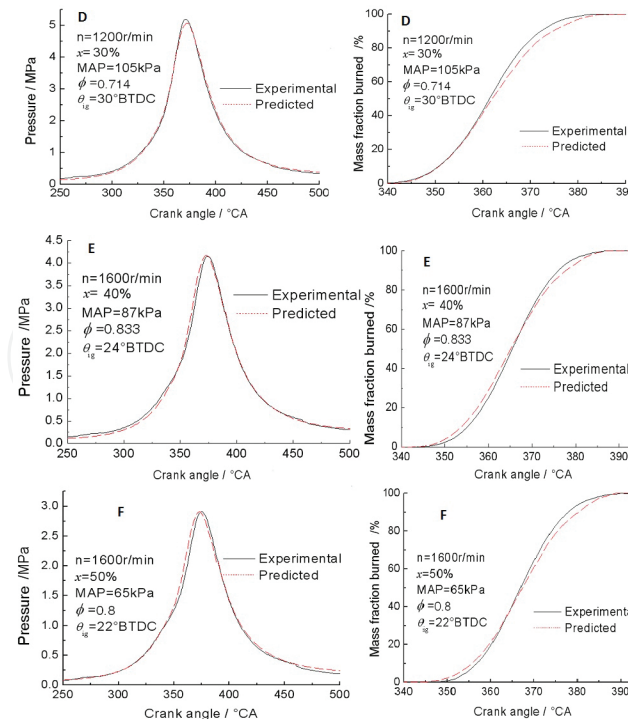 D
n=1200r/min
x= 30%
MAP=105kPa
ϕ =0.714
θig=30°BTDC
Experimental
Predicted
Pressure / MPa
5
4
3
2
1
0
250 300 350 400 450 500
Crank angle / °CA
D
n=1200r/min
x= 30%
MAP=105kPa
ϕ =0.714
θig=30°BTDC
Experimental
Predicted
Mass fraction burned /%
100
80
60
40
20
0
340 350 360 370 380 390
Crank angle / °CA
E
n=1600r/min
x= 40%
MAP=87kPa
ϕ =0.833
θig=24°BTDC
Experimental
Predicted
Pressure /MPa
4.5
4.0
3.5
3.0
2.5
2.0
1.5
1.0
0.5
0.0
250 300 350 400 450 500
Crank angle / °CA
E
n=1600r/min
x= 40%
MAP=87kPa
ϕ =0.833
θig=24°BTDC
Experimental
Predicted
Mass fraction burned /%
100
80
60
40
20
0
340 350 360 370 380 390
Crank angle / °CA
F
n=1600r/min
x=50%
MAP=65kPa
ϕ =0.8
θig=22°BTDC
Experimental
Predicted
Pressure /MPa
3.0
2.5
2.0
1.5
1.0
0.5
0.0
250 300 350 400 450 500
Crank angle / °CA
F
n=1600r/min
x=50%
MAP=65kPa
ϕ =0.8
θig=22°BTDC
Experimenta
Predicted
Mass fraction burned /%
100
80
60
40
20
0
340 350 360 370 380 390
Crank angle / °CA